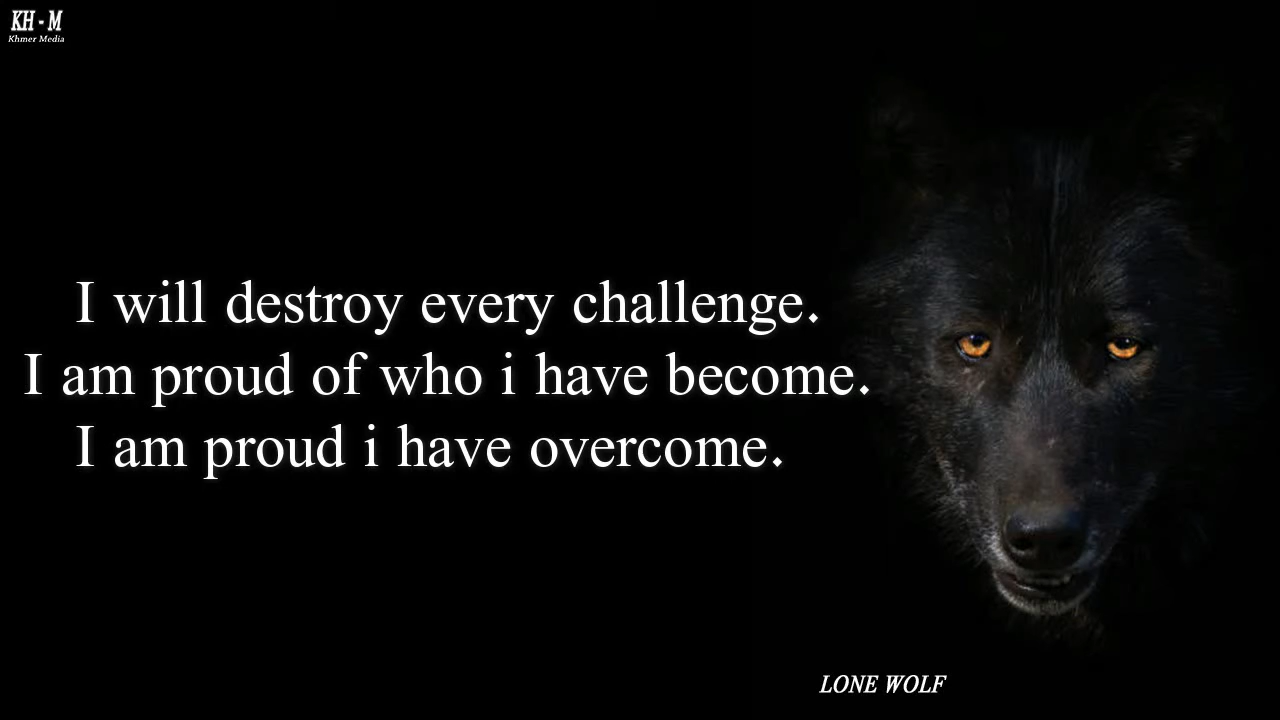 KH - M
Khmer Media
I will destroy every challenge.
I am proud of who i have become.
I am proud i have overcome.
LONE WOLF